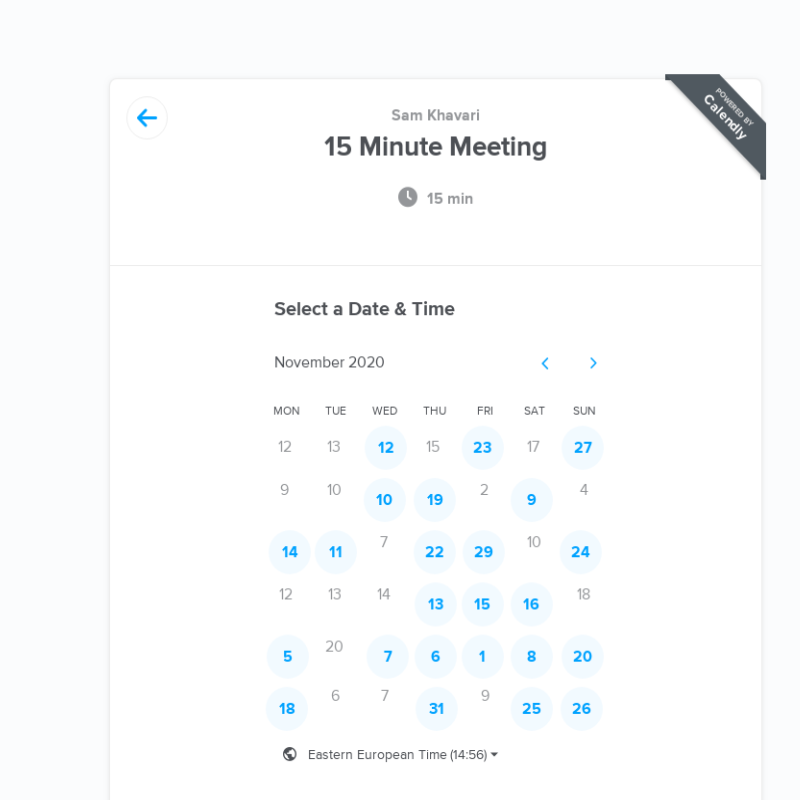 POWERED BY
Calendly
Sam Khavari
15 Minute Meeting
15 min
Select a Date & Time
November 2020
MON TUE WED THU FRI SAT SUN
12 13 12 15 23 17 27
9 10 10 19 2 9 4
14 11 7 22 29 10 24
12 13 14 13 15 16 18
5 20 7 6 1 8 20
18 6 7 31 9 25 26
Eastern European Time (14:56)